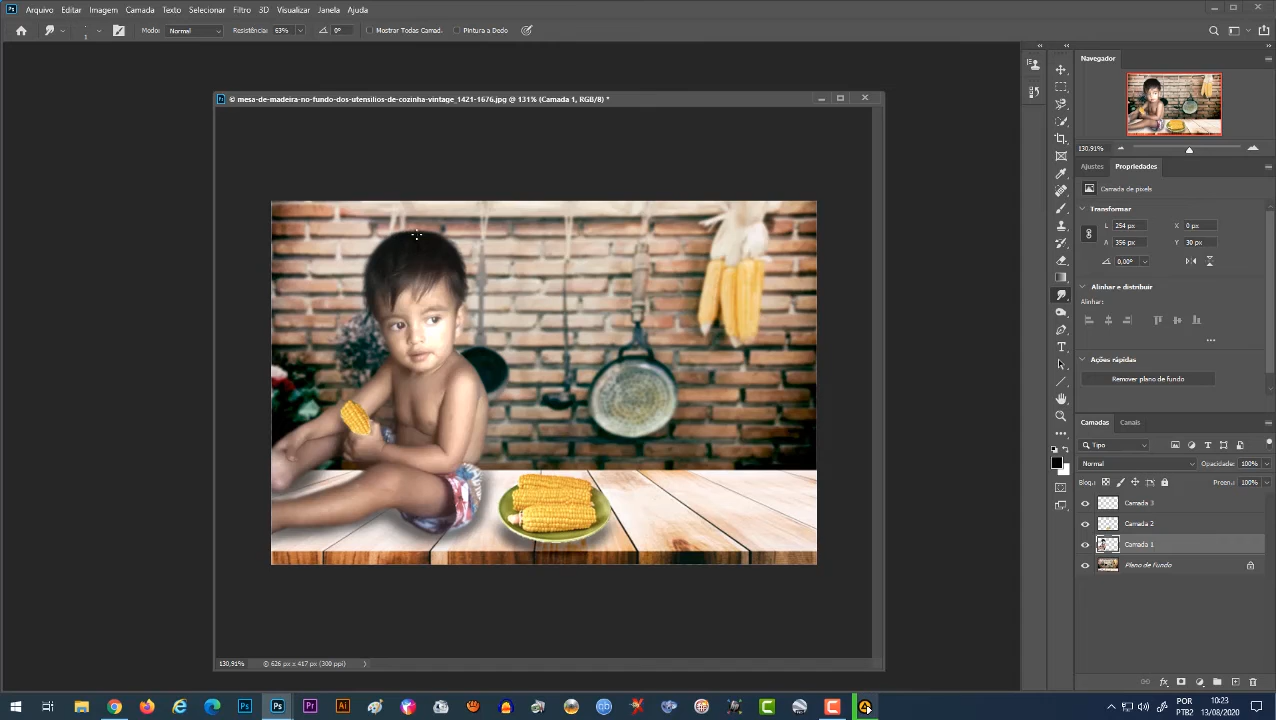 Arquivo Editar Imagem Camada Texto Selecionar Filtro 3D Visualizar Janela Ajuda
1 Modo: Normal Resistência: 63% 0° Mostrar Todas Camad. Pintura a Dedo
© mesa-de-madeira-no-fundo-dos-utensilios-de-cozinha-vintage_1421-1676.jpg @ 131% (Camada 1, RGB/8) *
130,91% © 626 px x 417 px (300 ppi)
Navegador
130,91%
Ajustes Propriedades
Camada de pixels
Transformar
L 254 px X 0 px
A 356 px Y 30 px
0,00°
Alinhar e distribuir
Alinhar:
Ações rápidas
Remover plano de fundo
Camadas Canais
Tipo
Normal Opacidade: 100%
Bloq.: Preen.: 100%
Camada 3
Camada 2
Camada 1
Plano de Fundo
POR
PTB2
10:23
13/08/2020